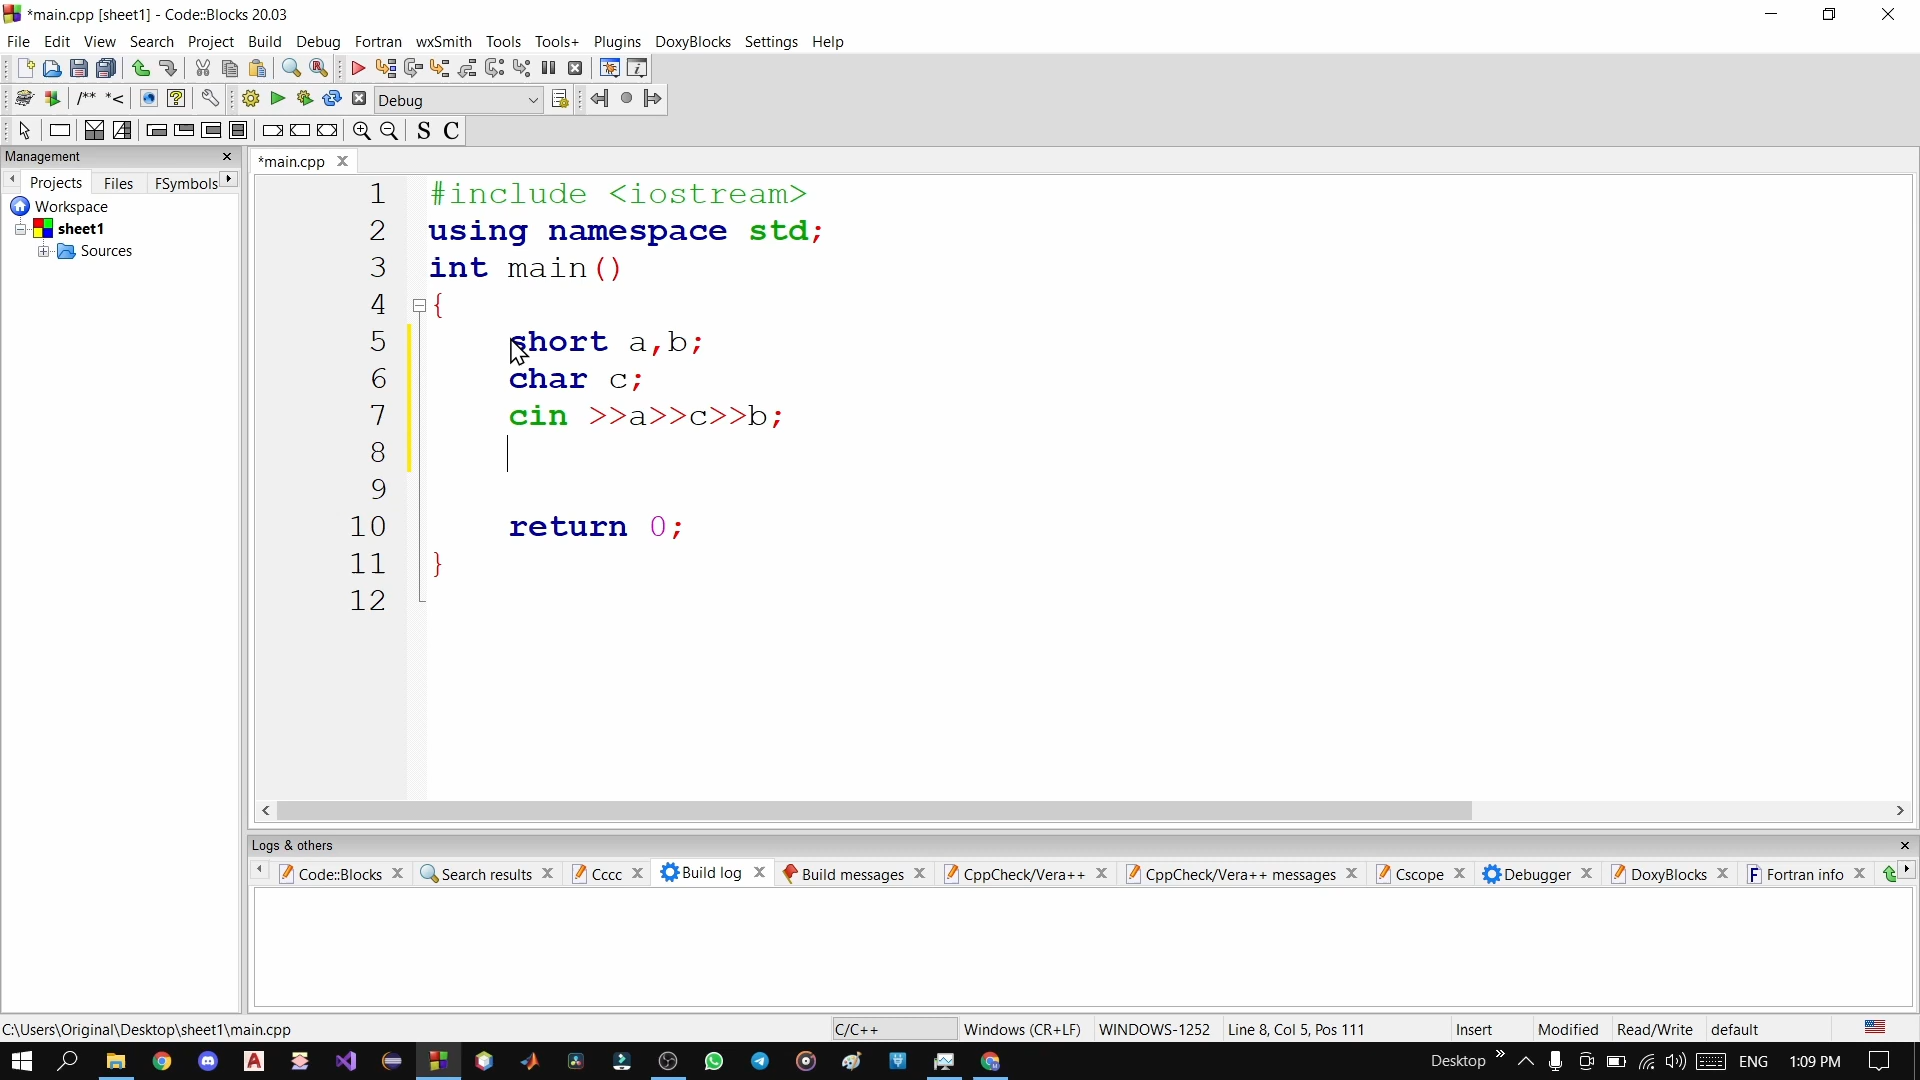 *main.cpp [sheet1] - Code::Blocks 20.03
File Edit View Search Project Build Debug Fortran wxSmith Tools Tools+ Plugins DoxyBlocks Settings Help
/** *<
Debug
S C
Management
Projects Files FSymbols
Workspace
sheet1
Sources
*main.cpp
1 #include <iostream>
2 using namespace std;
3 int main()
4 {
5 short a,b;
6 char c;
7 cin >>a>>c>>b;
8
9
10 return 0;
11 }
12
Logs & others
Code::Blocks Search results Cccc Build log Build messages CppCheck/Vera++ CppCheck/Vera++ messages Cscope Debugger DoxyBlocks Fortran info
C:\Users\Original\Desktop\sheet1\main.cpp C/C++ Windows (CR+LF) WINDOWS-1252 Line 8, Col 5, Pos 111 Insert Modified Read/Write default
Desktop ENG 1:09 PM